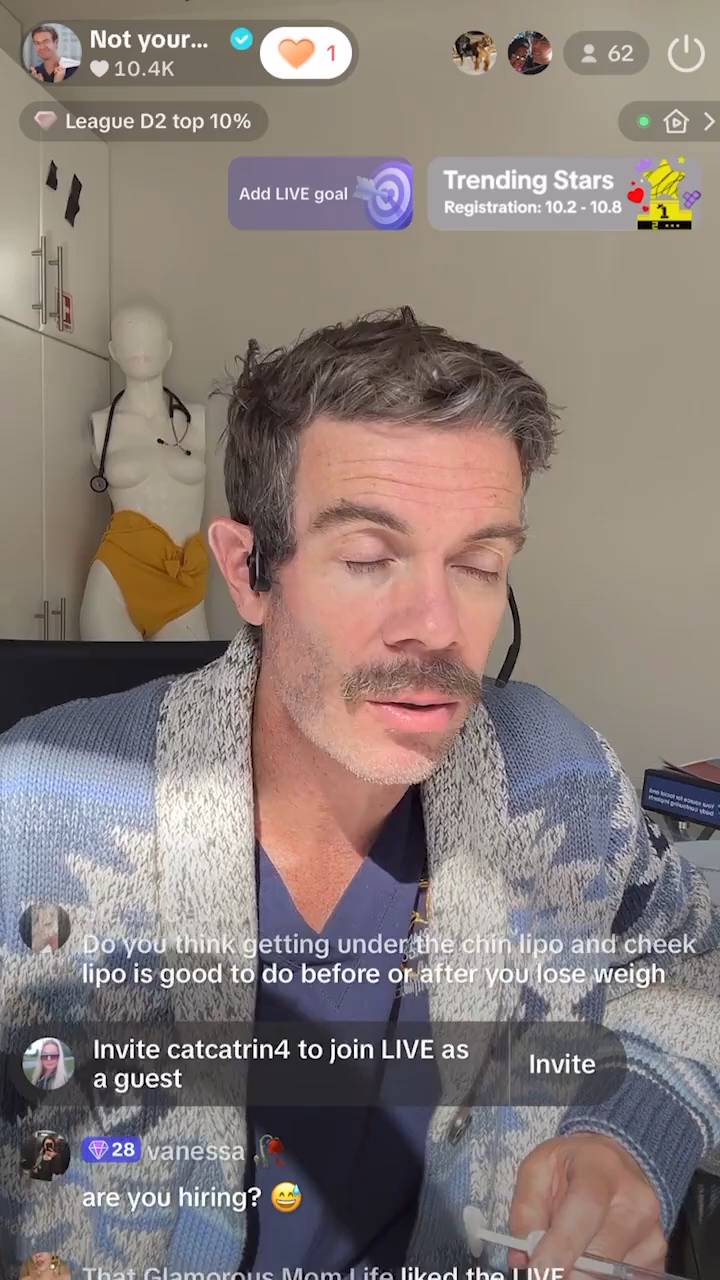 Not your...
10.4K
1
62
League D2 top 10%
Add LIVE goal
Trending Stars
Registration: 10.2 - 10.8
1
2
Do you think getting under the chin lipo and cheek
lipo is good to do before or after you lose weigh
Invite catcatrin4 to join LIVE as
a guest
Invite
28 vanessa 🥀
are you hiring? 😅
That Glamorous Mom Life liked the LIVE